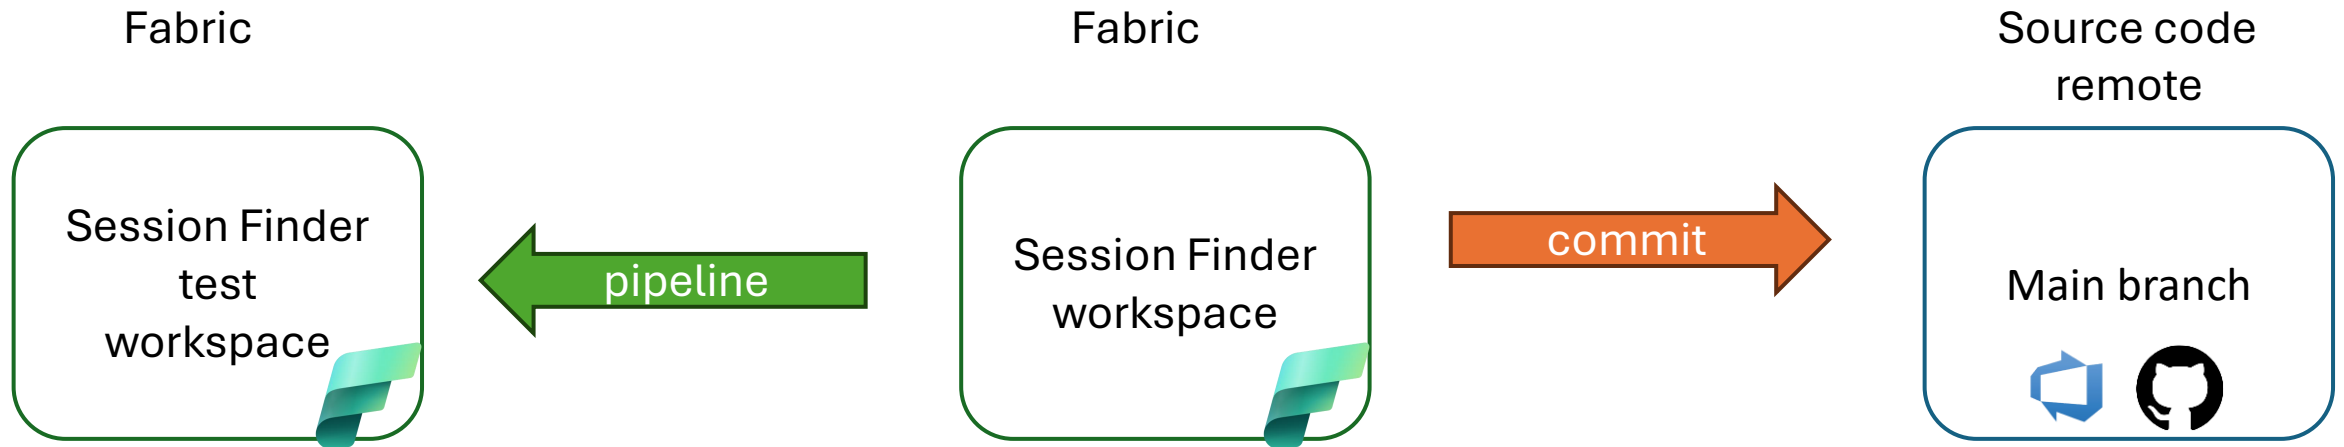 Fabric
Session Finder
test
workspace
pipeline
Fabric
Session Finder
workspace
commit
Source code
remote
Main branch